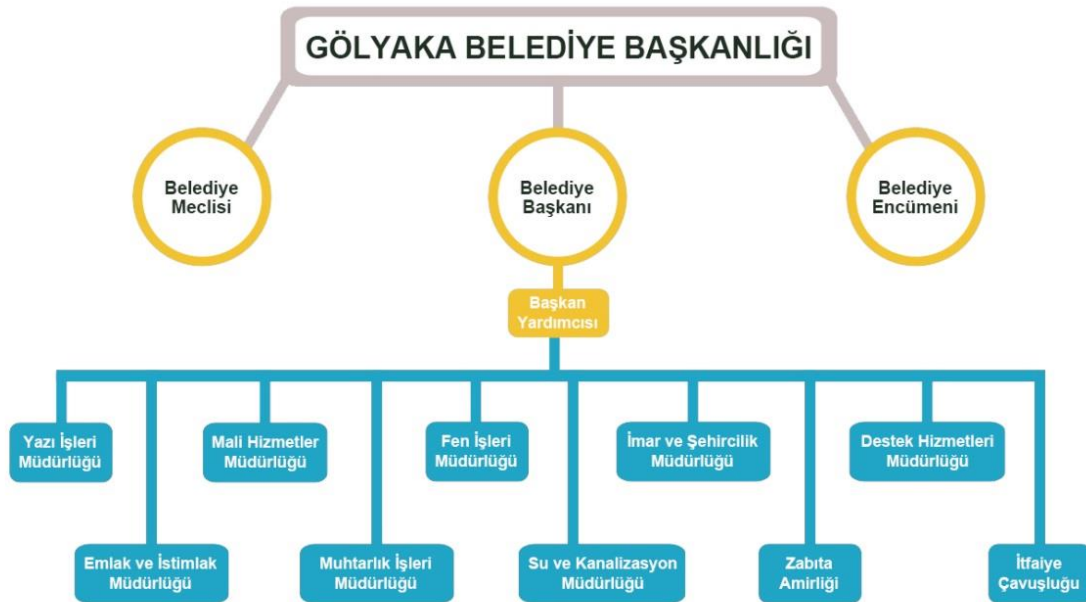 GÖLYAKA BELEDİYE BAŞKANLIĞI
Belediye
Meclisi
Belediye
Başkanı
Belediye
Encümeni
Başkan
Yardımcısı
Yazı İşleri
Müdürlüğü
Mali Hizmetler
Müdürlüğü
Fen İşleri
Müdürlüğü
İmar ve Şehircilik
Müdürlüğü
Destek Hizmetleri
Müdürlüğü
Emlak ve İstimlak
Müdürlüğü
Muhtarlık İşleri
Müdürlüğü
Su ve Kanalizasyon
Müdürlüğü
Zabıta
Amirliği
İtfaiye
Çavuşluğu